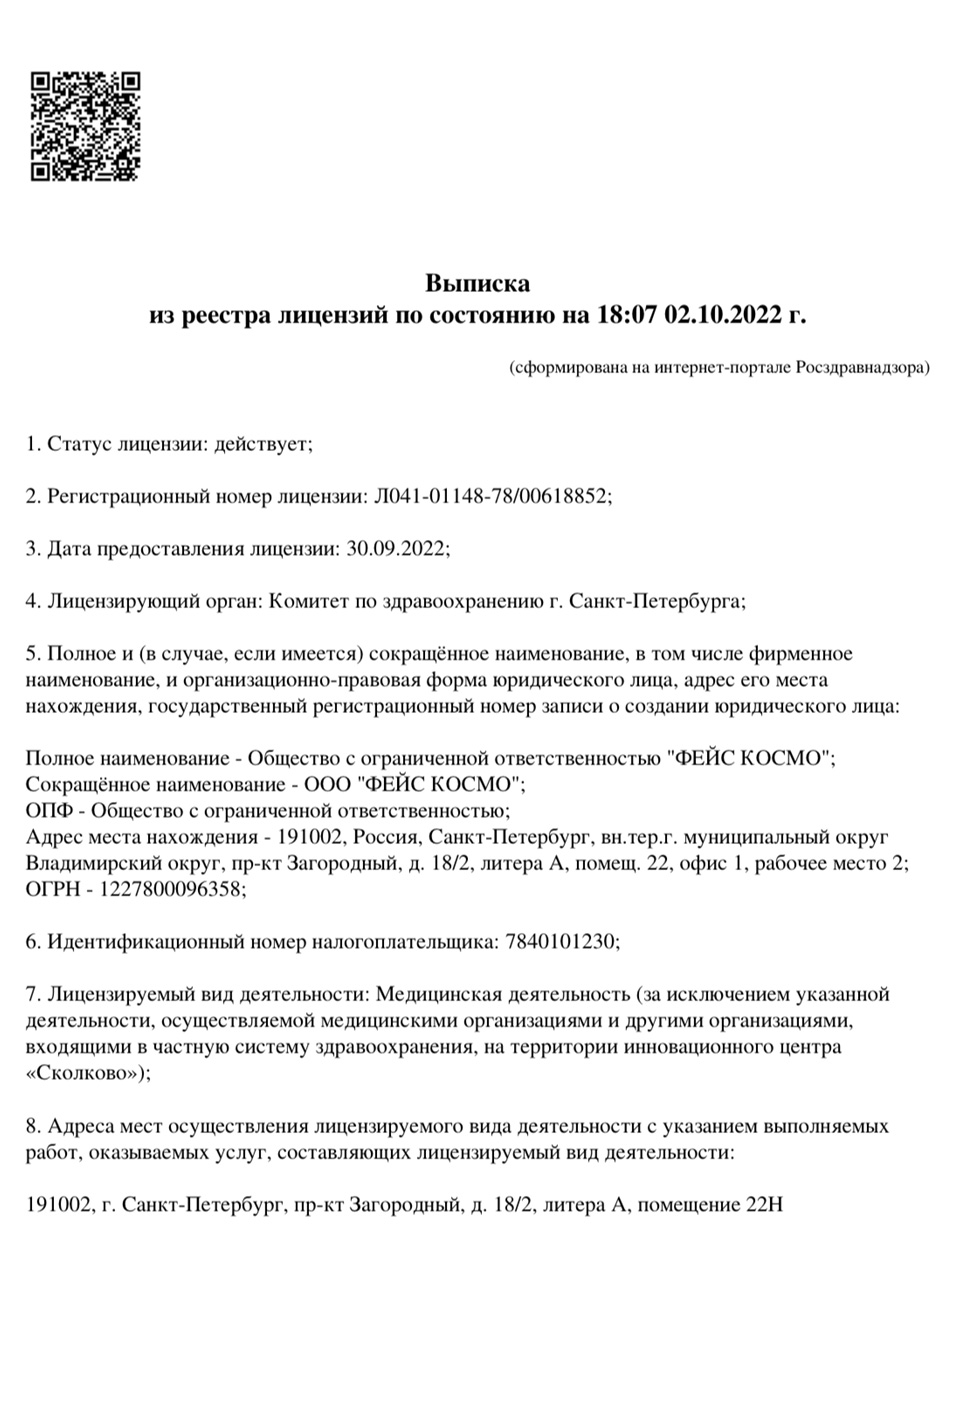 Выписка
из реестра лицензий по состоянию на 18:07 02.10.2022 г.
(сформирована на интернет-портале Росздравнадзора)
1. Статус лицензии: действует;
2. Регистрационный номер лицензии: Л041-01148-78/00618852;
3. Дата предоставления лицензии: 30.09.2022;
4. Лицензирующий орган: Комитет по здравоохранению г. Санкт-Петербурга;
5. Полное и (в случае, если имеется) сокращённое наименование, в том числе фирменное
наименование, и организационно-правовая форма юридического лица, адрес его места
нахождения, государственный регистрационный номер записи о создании юридического лица:
Полное наименование - Общество с ограниченной ответственностью "ФЕЙС КОСМО";
Сокращённое наименование - ООО "ФЕЙС КОСМО";
ОПФ - Общество с ограниченной ответственностью;
Адрес места нахождения - 191002, Россия, Санкт-Петербург, вн.тер.г. муниципальный округ
Владимирский округ, пр-кт Загородный, д. 18/2, литера А, помещ. 22, офис 1, рабочее место 2;
ОГРН - 1227800096358;
6. Идентификационный номер налогоплательщика: 7840101230;
7. Лицензируемый вид деятельности: Медицинская деятельность (за исключением указанной
деятельности, осуществляемой медицинскими организациями и другими организациями,
входящими в частную систему здравоохранения, на территории инновационного центра
«Сколково»);
8. Адреса мест осуществления лицензируемого вида деятельности с указанием выполняемых
работ, оказываемых услуг, составляющих лицензируемый вид деятельности:
191002, г. Санкт-Петербург, пр-кт Загородный, д. 18/2, литера А, помещение 22Н